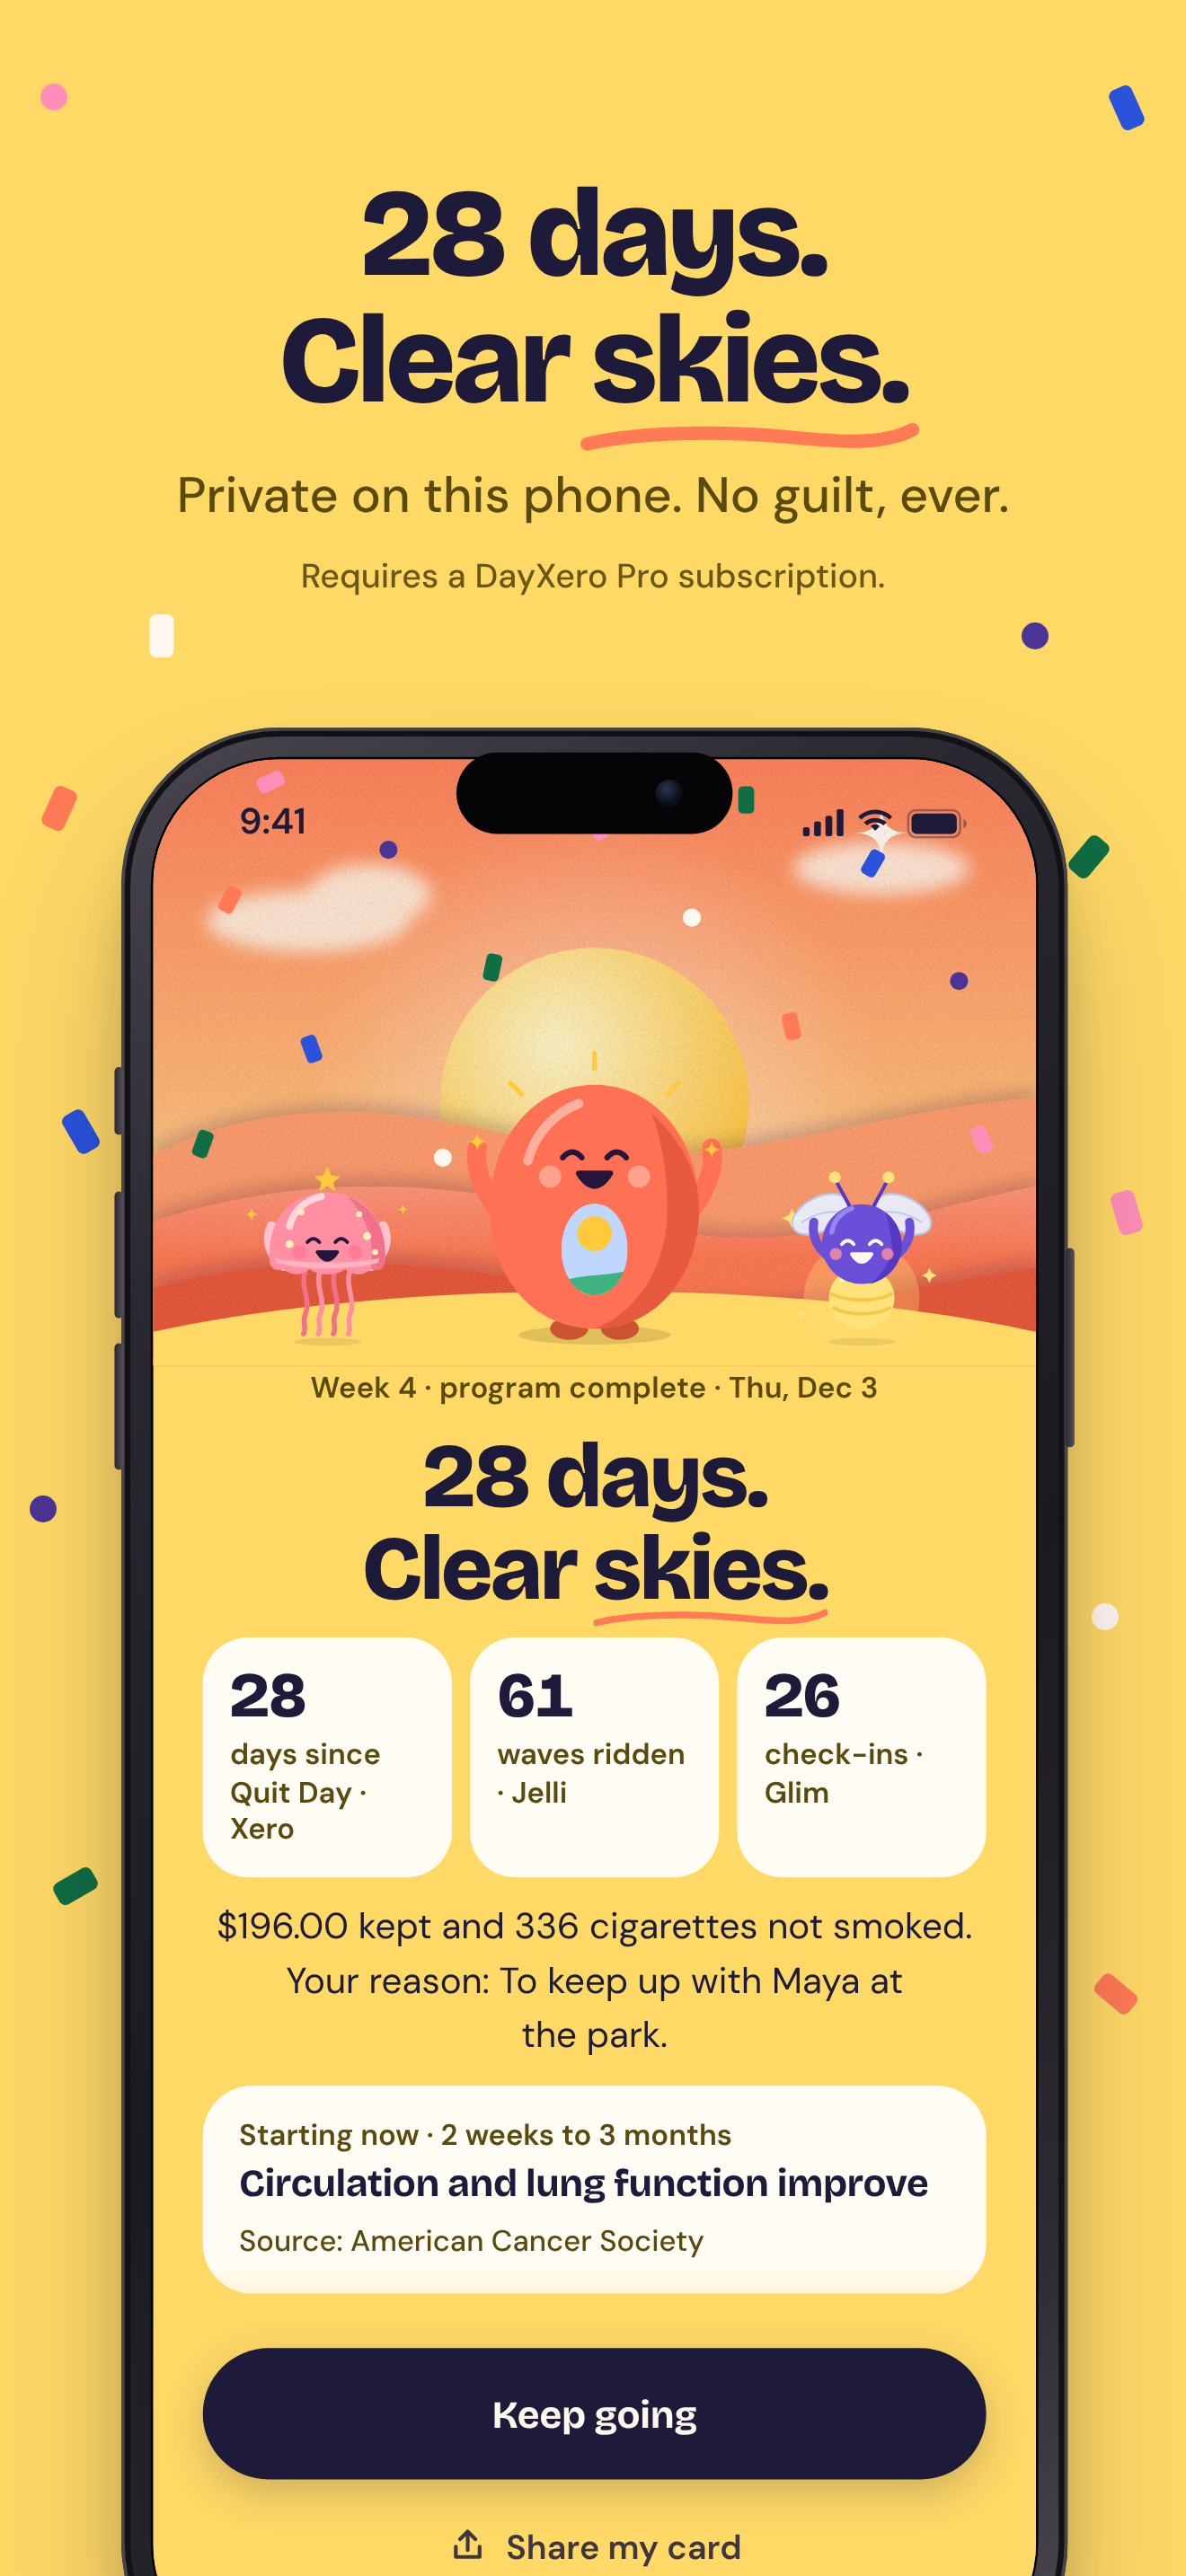 28 days.
Clear skies.
Private on this phone. No guilt, ever.
Requires a DayXero Pro subscription.
9:41
Week 4 · program complete · Thu, Dec 3
28 days.
Clear skies.
28
days since
Quit Day ·
Xero
61
waves ridden
· Jelli
26
check-ins ·
Glim
$196.00 kept and 336 cigarettes not smoked.
Your reason: To keep up with Maya at
the park.
Starting now · 2 weeks to 3 months
Circulation and lung function improve
Source: American Cancer Society
Keep going
Share my card